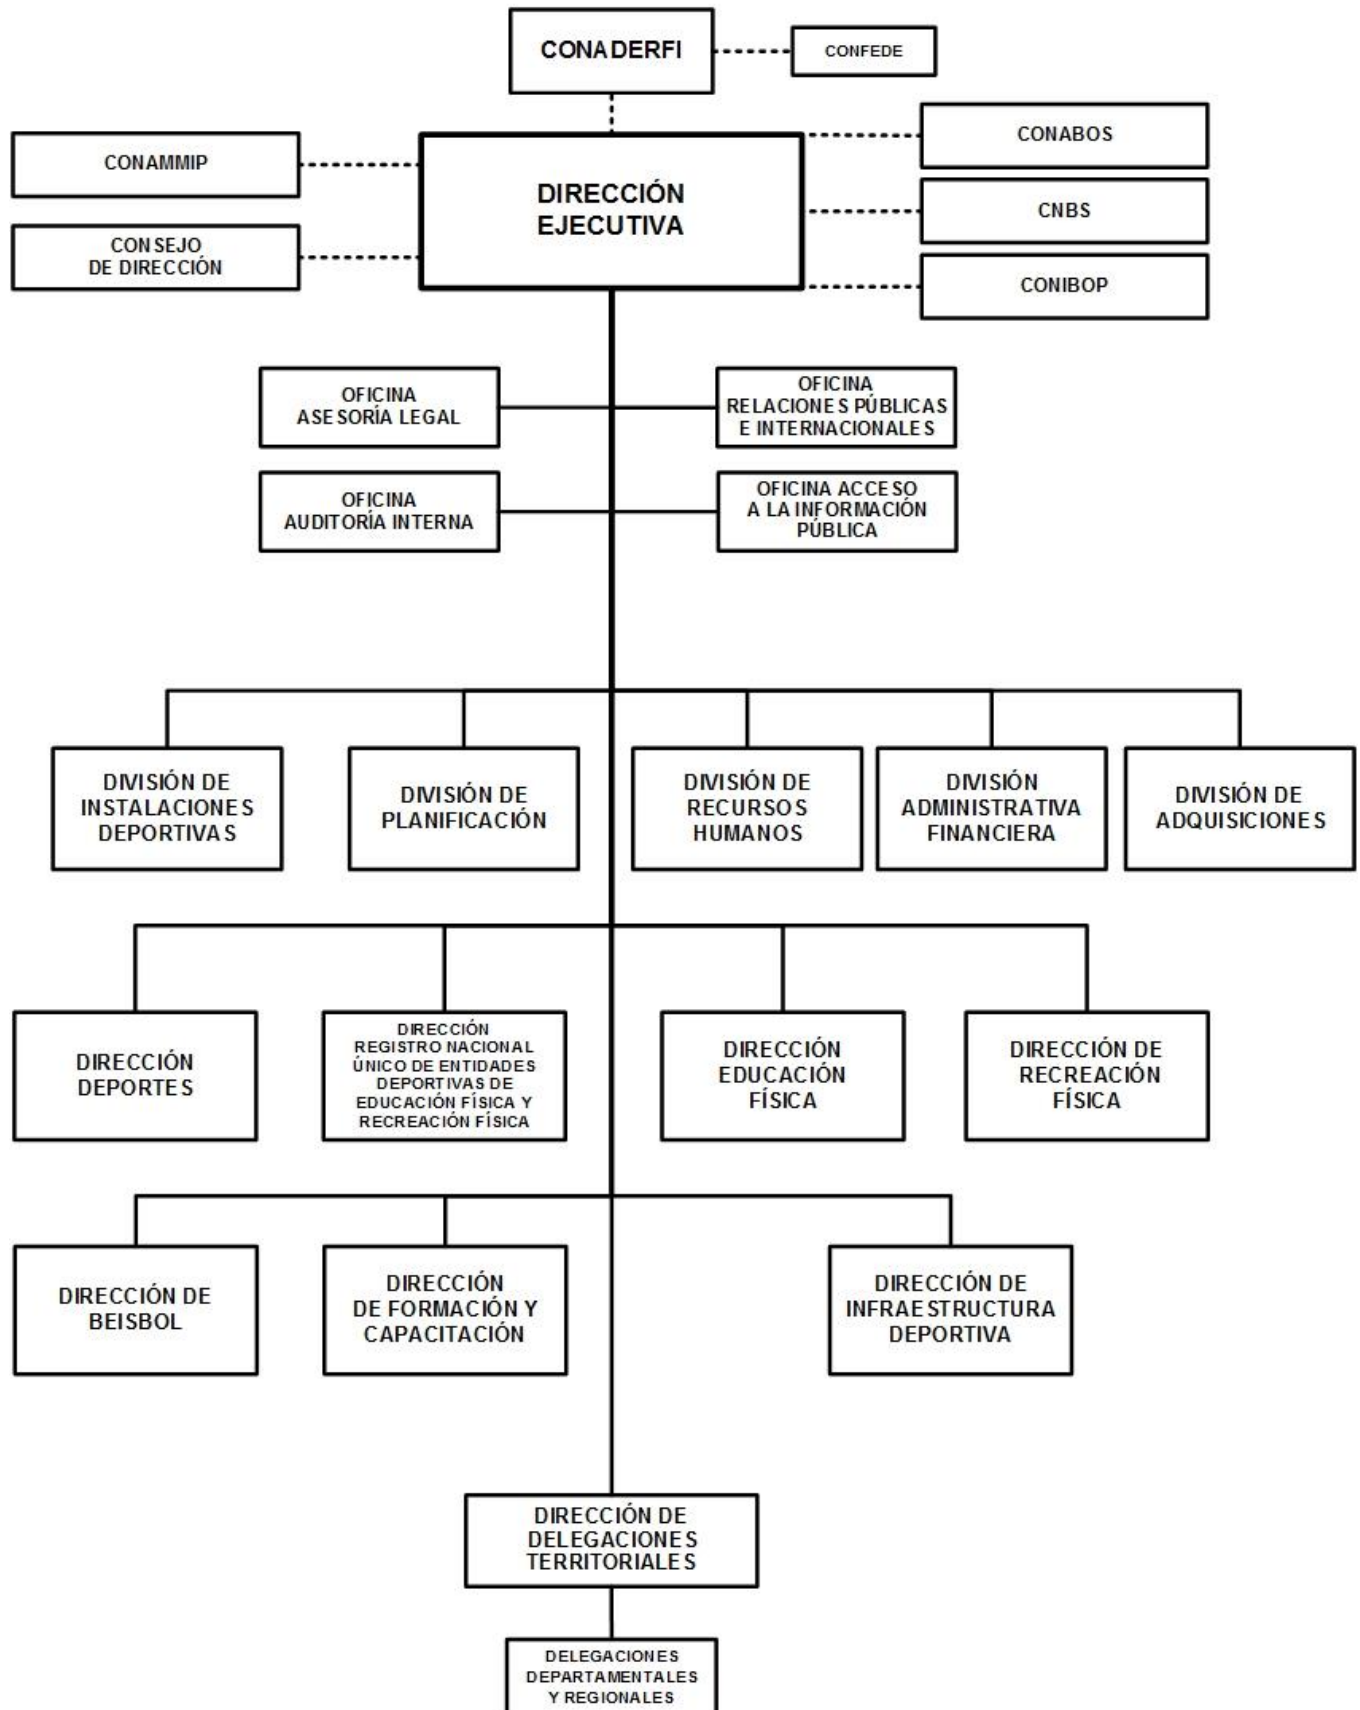 CONADERFI
CONFEDE
CONAMMIP
CONSEJO
DE DIRECCIÓN
DIRECCIÓN
EJECUTIVA
CONABOS
CNBS
CONIBOP
OFICINA
ASESORÍA LEGAL
OFICINA
RELACIONES PÚBLICAS
E INTERNACIONALES
OFICINA
AUDITORÍA INTERNA
OFICINA ACCESO
A LA INFORMACIÓN
PÚBLICA
DIVISIÓN DE
INSTALACIONES
DEPORTIVAS
DIVISIÓN DE
PLANIFICACIÓN
DIVISIÓN DE
RECURSOS
HUMANOS
DIVISIÓN
ADMINISTRATIVA
FINANCIERA
DIVISIÓN DE
ADQUISICIONES
DIRECCIÓN
DEPORTES
DIRECCIÓN
REGISTRO NACIONAL
ÚNICO DE ENTIDADES
DEPORTIVAS DE
EDUCACIÓN FÍSICA Y
RECREACIÓN FÍSICA
DIRECCIÓN
EDUCACIÓN
FÍSICA
DIRECCIÓN DE
RECREACIÓN
FÍSICA
DIRECCIÓN DE
BEISBOL
DIRECCIÓN
DE FORMACIÓN Y
CAPACITACIÓN
DIRECCIÓN DE
INFRAESTRUCTURA
DEPORTIVA
DIRECCIÓN DE
DELEGACIONES
TERRITORIALES
DELEGACIONES
DEPARTAMENTALES
Y REGIONALES